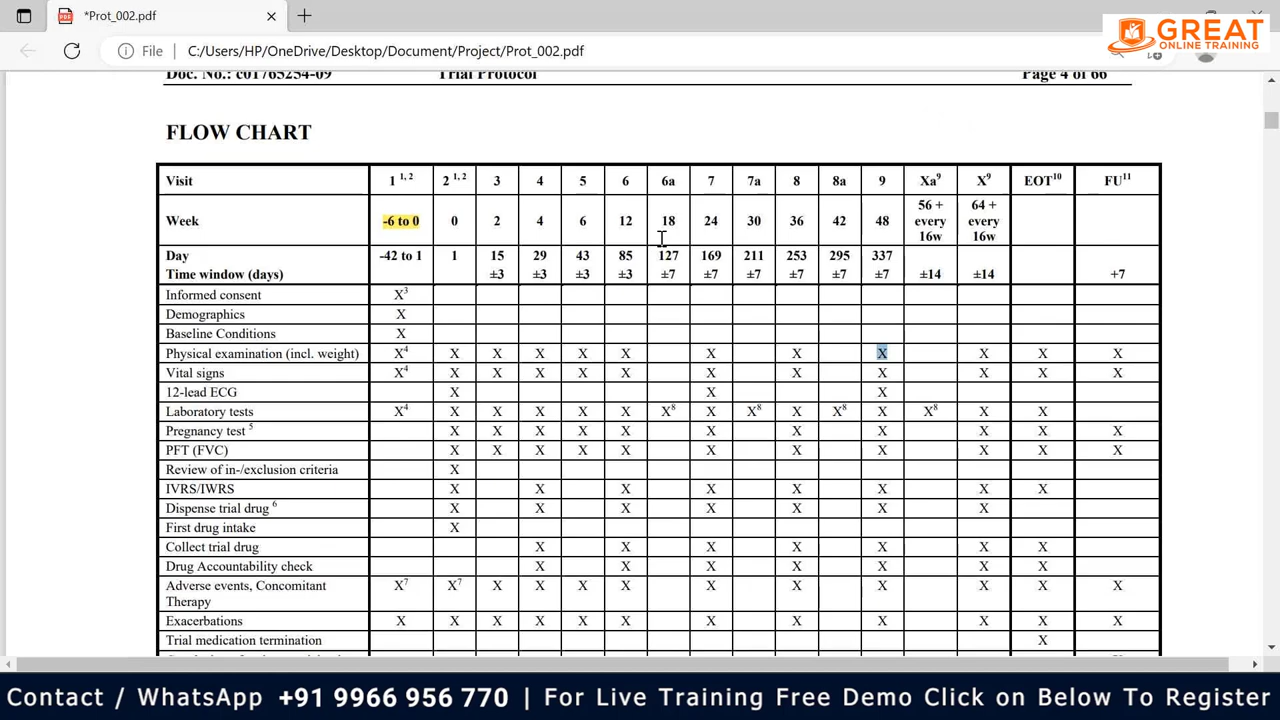 *Prot_002.pdf
GREAT
ONLINE TRAINING
File C:/Users/HP/OneDrive/Desktop/Document/Project/Prot_002.pdf
Doc. No.: c01765254-09 Trial Protocol Page 4 of 66
FLOW CHART
Visit 1 1, 2 2 1, 2 3 4 5 6 6a 7 7a 8 8a 9 Xa9 X9 EOT10 FU11
Week -6 to 0 0 2 4 6 12 18 24 30 36 42 48 56 + every 16w 64 + every 16w
Day -42 to 1 1 15 29 43 85 127 169 211 253 295 337
Time window (days) ±3 ±3 ±3 ±3 ±7 ±7 ±7 ±7 ±7 ±7 ±14 ±14 +7
Informed consent X3
Demographics X
Baseline Conditions X
Physical examination (incl. weight) X4 X X X X X X X X X X X
Vital signs X4 X X X X X X X X X X X
12-lead ECG X X X
Laboratory tests X4 X X X X X X8 X X8 X X8 X X8 X X
Pregnancy test 5 X X X X X X X X X X X
PFT (FVC) X X X X X X X X X X X
Review of in-/exclusion criteria X
IVRS/IWRS X X X X X X X X
Dispense trial drug 6 X X X X X X X
First drug intake X
Collect trial drug X X X X X X X
Drug Accountability check X X X X X X X
Adverse events, Concomitant X7 X7 X X X X X X X X X X
Therapy
Exacerbations X X X X X X X X X X X X
Trial medication termination X
Contact / WhatsApp +91 9966 956 770 | For Live Training Free Demo Click on Below To Register